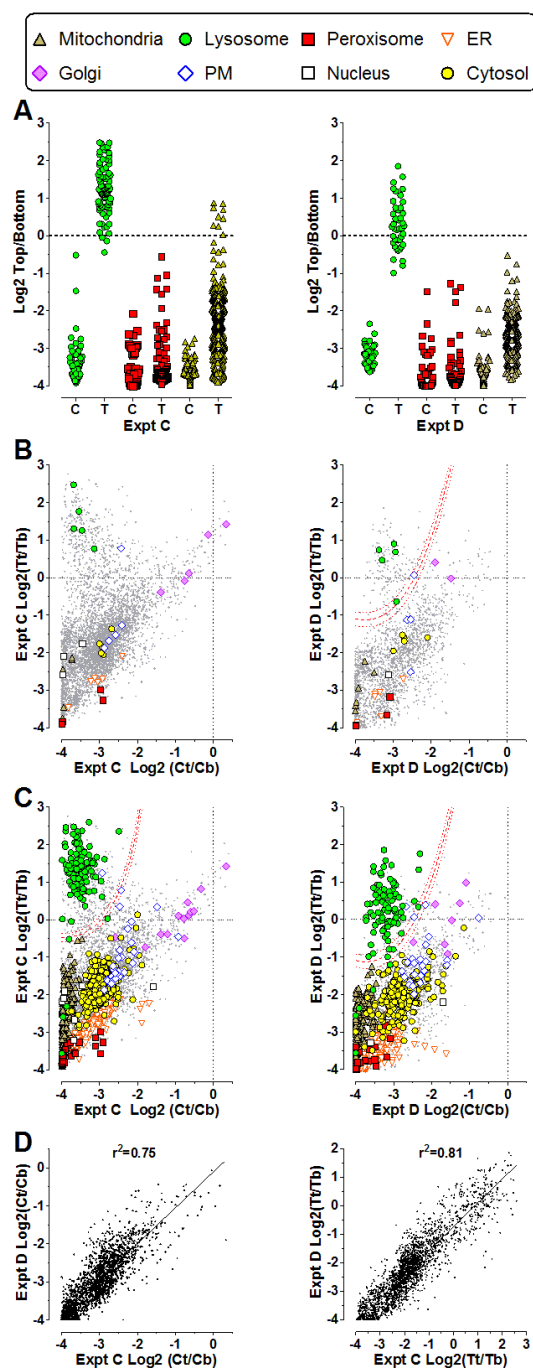 Mitochondria Lysosome Peroxisome ER
Golgi PM Nucleus Cytosol
A
3
2
1
0
-1
-2
-3
-4
Log2 Top/Bottom
C T C T C T
Expt C
3
2
1
0
-1
-2
-3
-4
Log2 Top/Bottom
C T C T C T
Expt D
B
3
2
1
0
-1
-2
-3
-4
Expt C Log2(Tt/Tb)
-4 -3 -2 -1 0
Expt C Log2 (Ct/Cb)
3
2
1
0
-1
-2
-3
-4
Expt D Log2(Tt/Tb)
-4 -3 -2 -1 0
Expt D Log2(Ct/Cb)
C
3
2
1
0
-1
-2
-3
-4
Expt C Log2(Tt/Tb)
-4 -3 -2 -1 0
Expt C Log2 (Ct/Cb)
3
2
1
0
-1
-2
-3
-4
Expt D Log2(Tt/Tb)
-4 -3 -2 -1 0
Expt D Log2(Ct/Cb)
D
r²=0.75
0
-1
-2
-3
-4
Expt D Log2(Ct/Cb)
-4 -3 -2 -1 0
Expt C Log2 (Ct/Cb)
r²=0.81
2
1
0
-1
-2
-3
-4
Expt D Log2(Tt/Tb)
-4 -3 -2 -1 0 1 2 3
Expt C Log2(Tt/Tb)